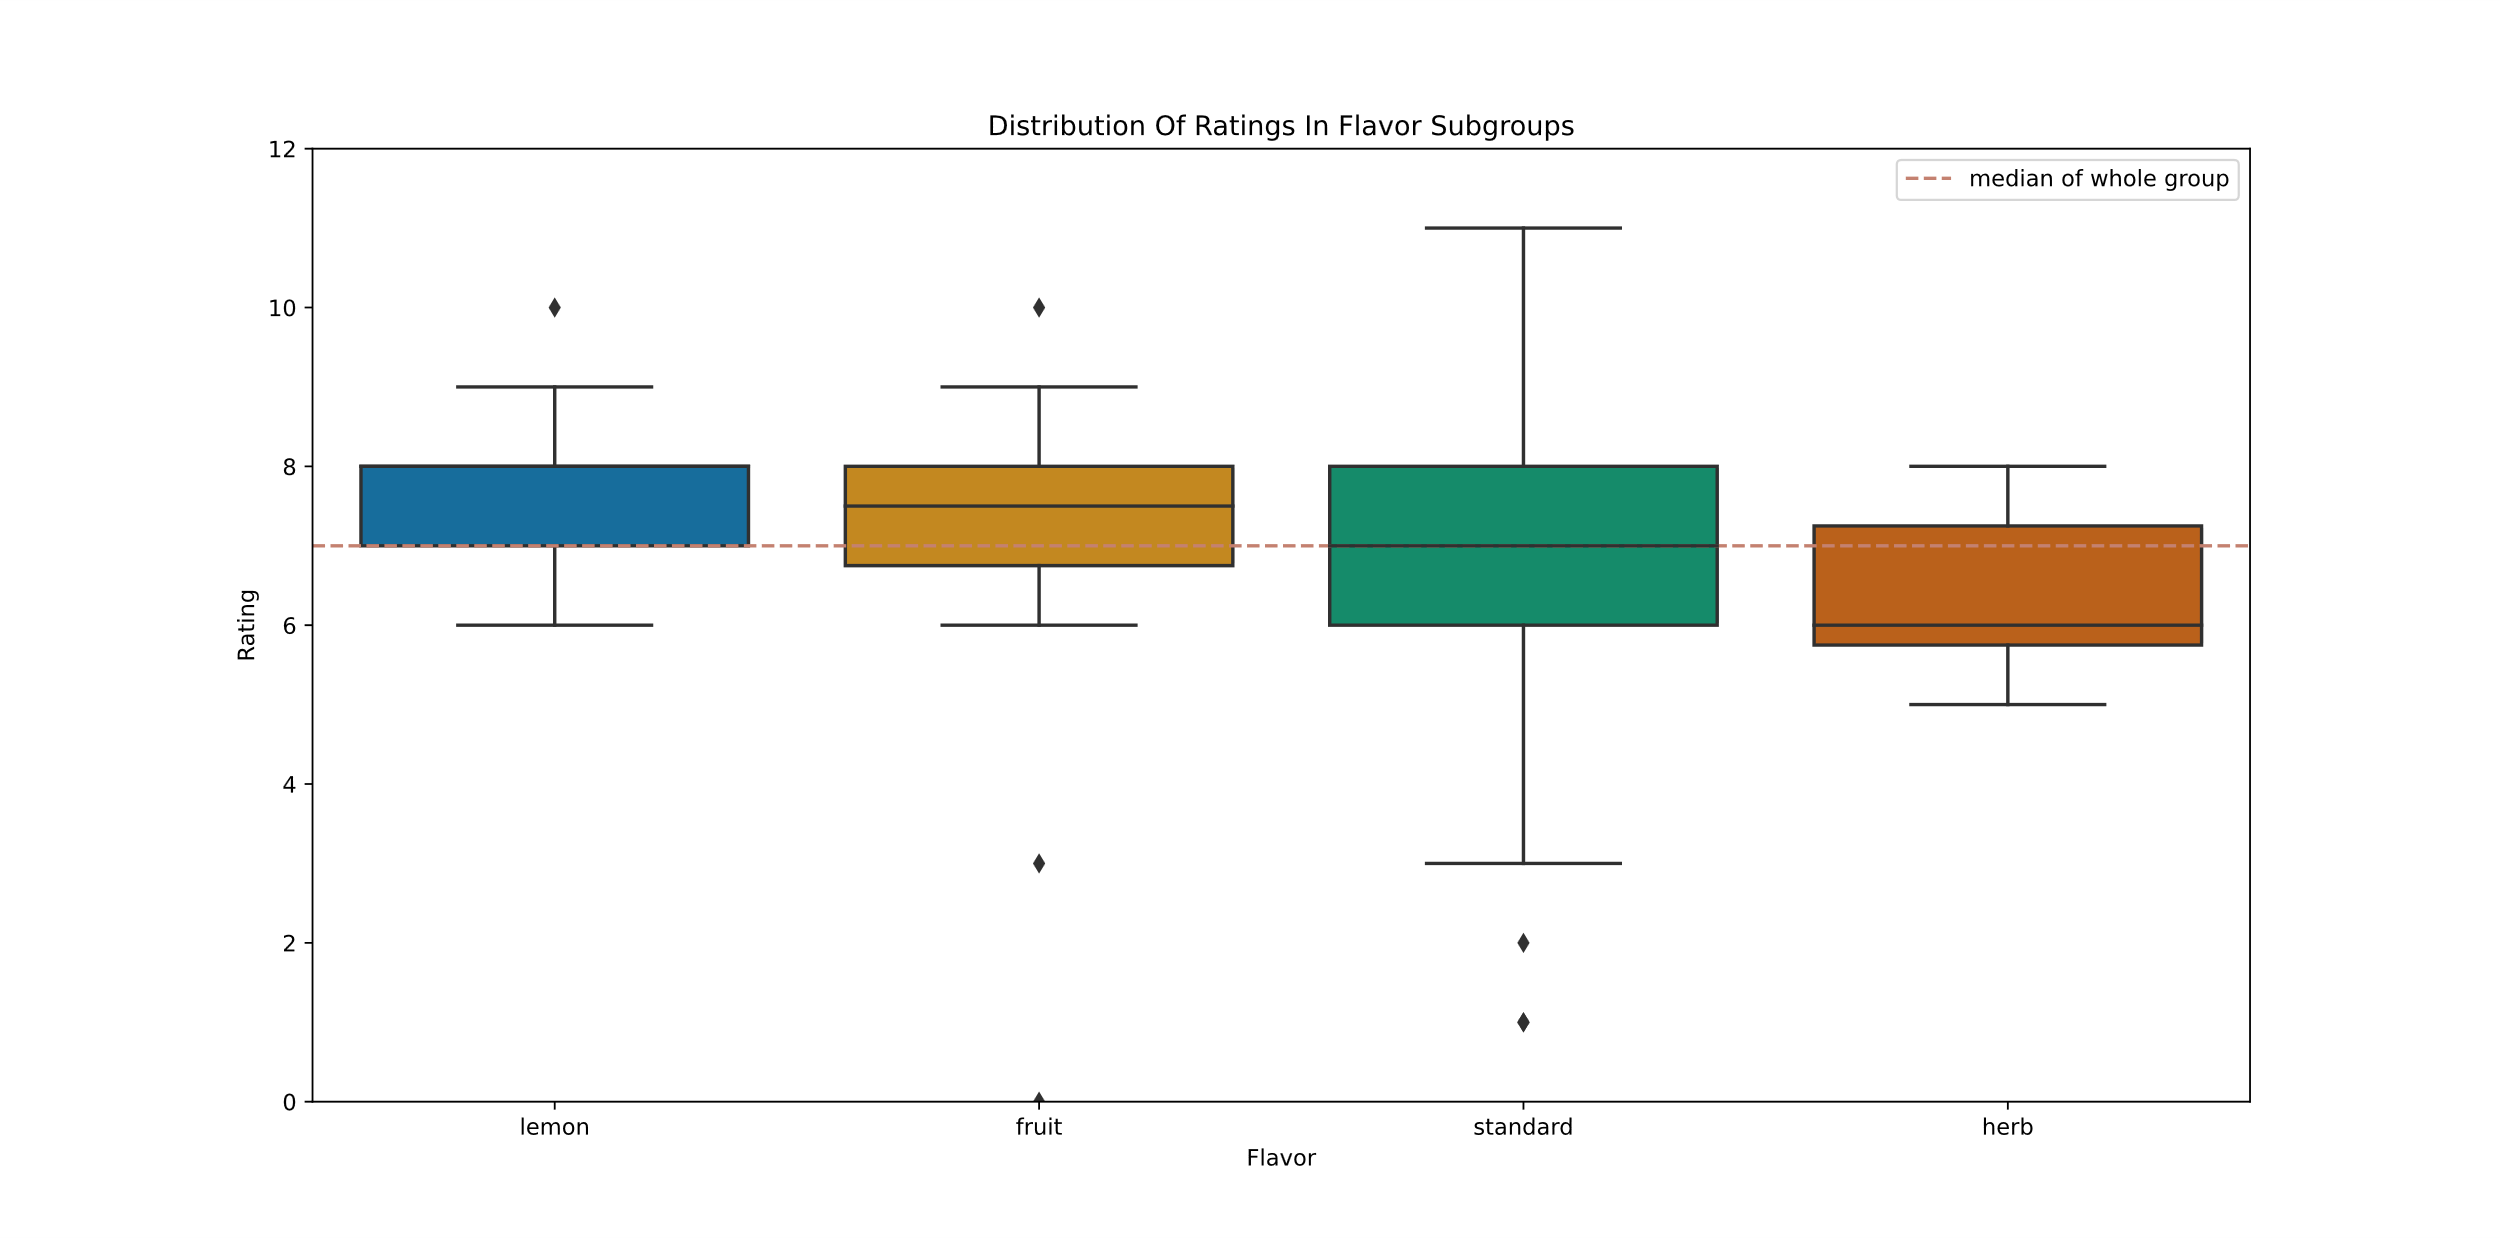 Distribution Of Ratings In Flavor Subgroups
median of whole group
12
10
8
6
4
2
0
Rating
lemon fruit standard herb
Flavor